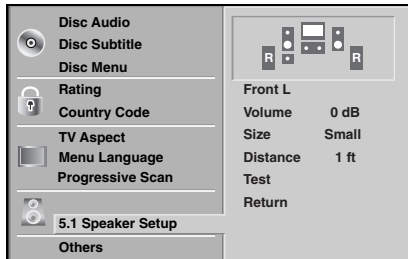 Disc Audio
Disc Subtitle
Disc Menu
Rating
Country Code
TV Aspect
Menu Language
Progressive Scan
5.1 Speaker Setup
Others
R R
Front L
Volume 0 dB
Size Small
Distance 1 ft
Test
Return